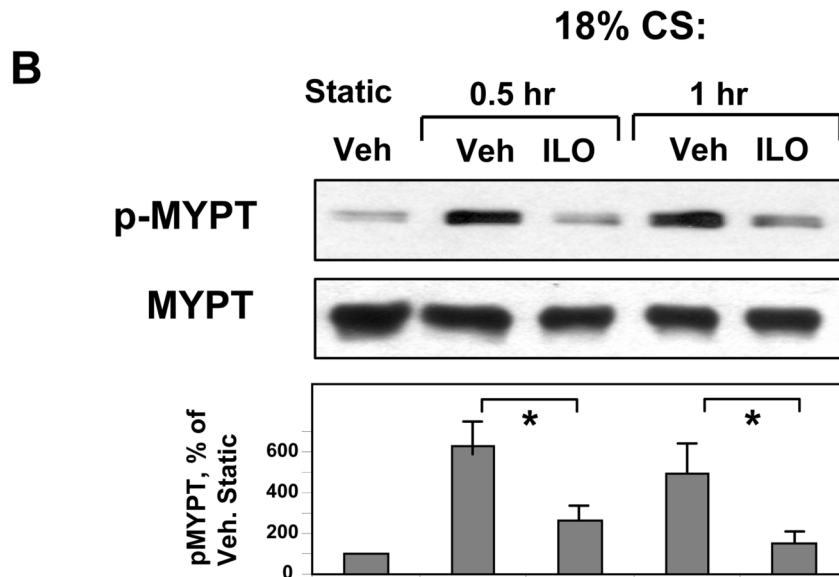 18% CS:
B
Static 0.5 hr 1 hr
Veh Veh ILO Veh ILO
p-MYPT
MYPT
pMYPT, % of
Veh. Static
600
400
200
0
* *